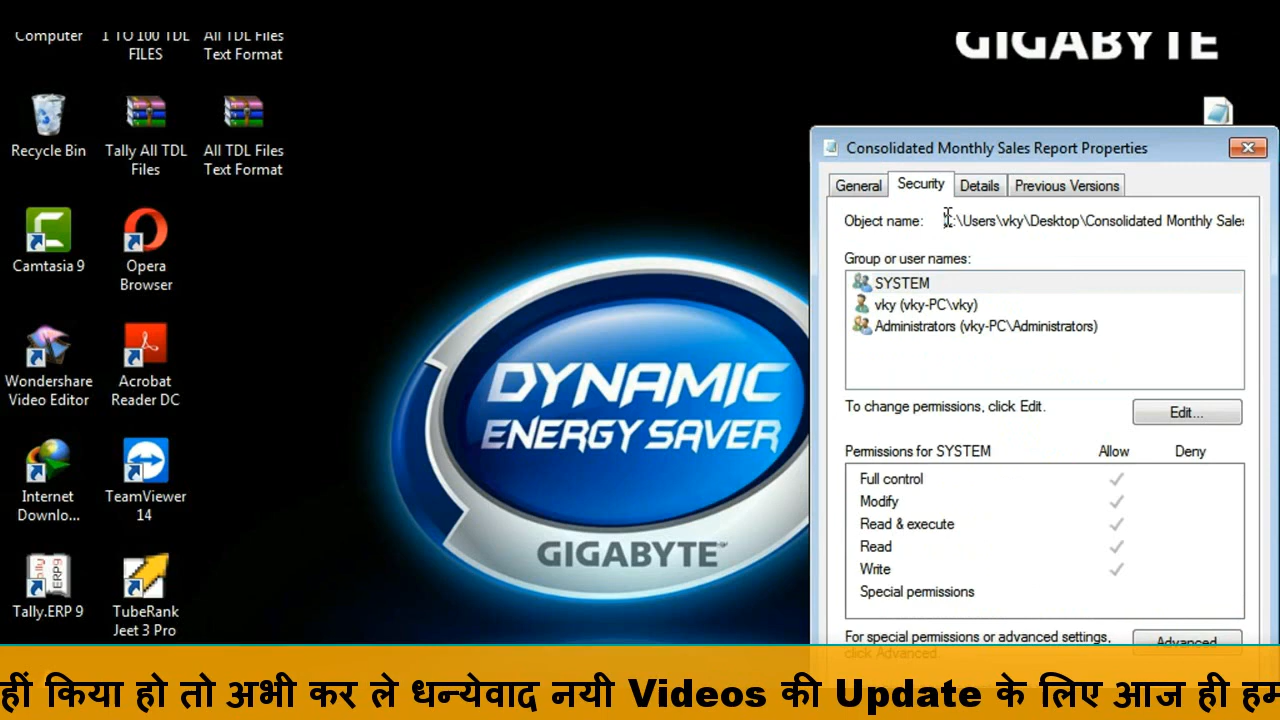 Computer
1 TO 100 TDL FILES
All TDL Files Text Format
GIGABYTE
Recycle Bin
Tally All TDL Files
All TDL Files Text Format
Camtasia 9
Opera Browser
Wondershare Video Editor
Acrobat Reader DC
Internet Downlo...
TeamViewer 14
Tally.ERP 9
TubeRank Jeet 3 Pro
DYNAMIC
ENERGY SAVER
GIGABYTE
Consolidated Monthly Sales Report Properties
General
Security
Details
Previous Versions
Object name: :\Users\vky\Desktop\Consolidated Monthly Sales
Group or user names:
SYSTEM
vky (vky-PC\vky)
Administrators (vky-PC\Administrators)
To change permissions, click Edit.
Edit...
Permissions for SYSTEM
Allow
Deny
Full control
Modify
Read & execute
Read
Write
Special permissions
For special permissions or advanced settings,
click Advanced.
Advanced
हीं किया हो तो अभी कर ले धन्येवाद नयी Videos की Update के लिए आज ही हम